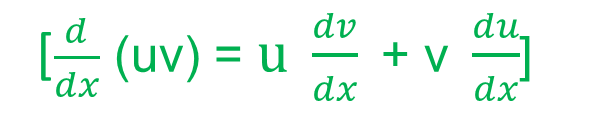 [d/dx (uv) = u dv/dx + v du/dx]